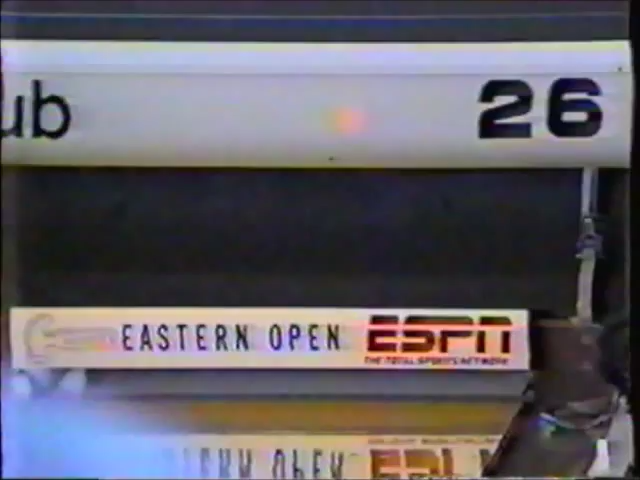 ub 26
EASTERN OPEN ESPN
THE TOTAL SPORTS NETWORK